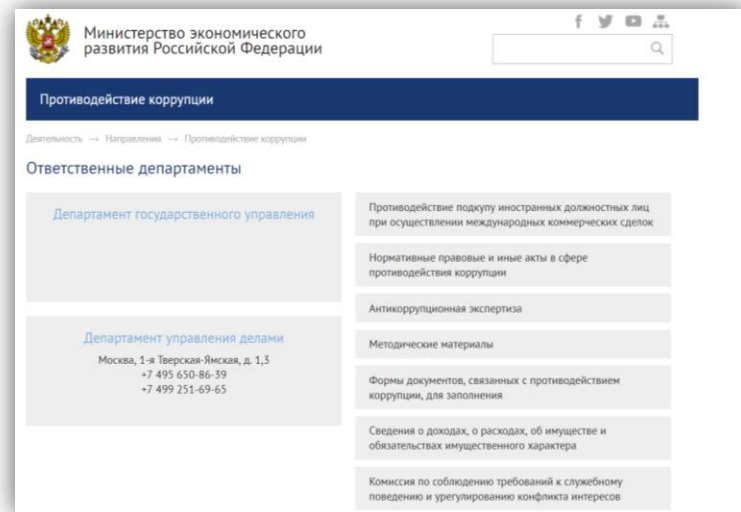 Министерство экономического
развития Российской Федерации
Противодействие коррупции
Деятельность → Направления → Противодействие коррупции
Ответственные департаменты
Департамент государственного управления
Департамент управления делами
Москва, 1-я Тверская-Ямская, д. 1,3
+7 495 650-86-39
+7 499 251-69-65
Противодействие подкупу иностранных должностных лиц
при осуществлении международных коммерческих сделок
Нормативные правовые и иные акты в сфере
противодействия коррупции
Антикоррупционная экспертиза
Методические материалы
Формы документов, связанных с противодействием
коррупции, для заполнения
Сведения о доходах, о расходах, об имуществе и
обязательствах имущественного характера
Комиссия по соблюдению требований к служебному
поведению и урегулированию конфликта интересов